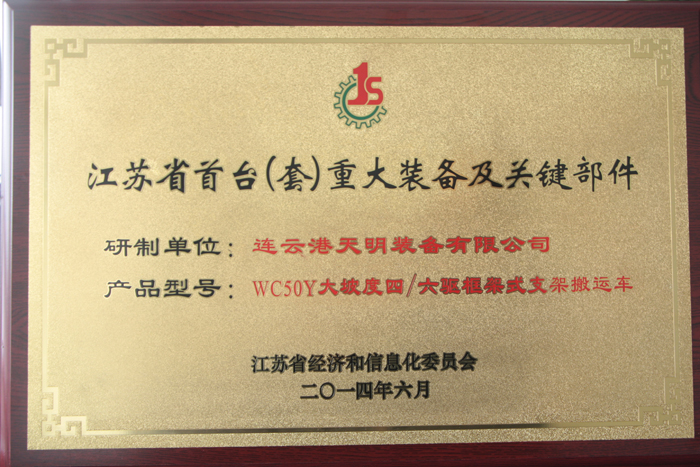 1S
江苏省首台(套)重大装备及关键部件
研制单位：连云港天明装备有限公司
产品型号：WC50Y大坡度四/六驱框架式支架搬运车
江苏省经济和信息化委员会
二〇一四年六月